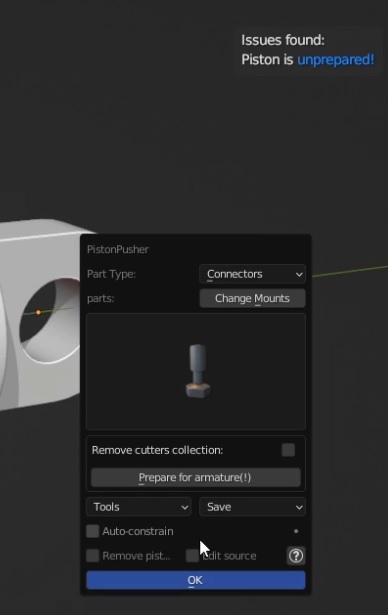 Issues found:
Piston is unprepared!
PistonPusher
Part Type:
Connectors
parts:
Change Mounts
Remove cutters collection:
Prepare for armature(!)
Tools
Save
Auto-constrain
Remove pist...
Edit source
?
OK